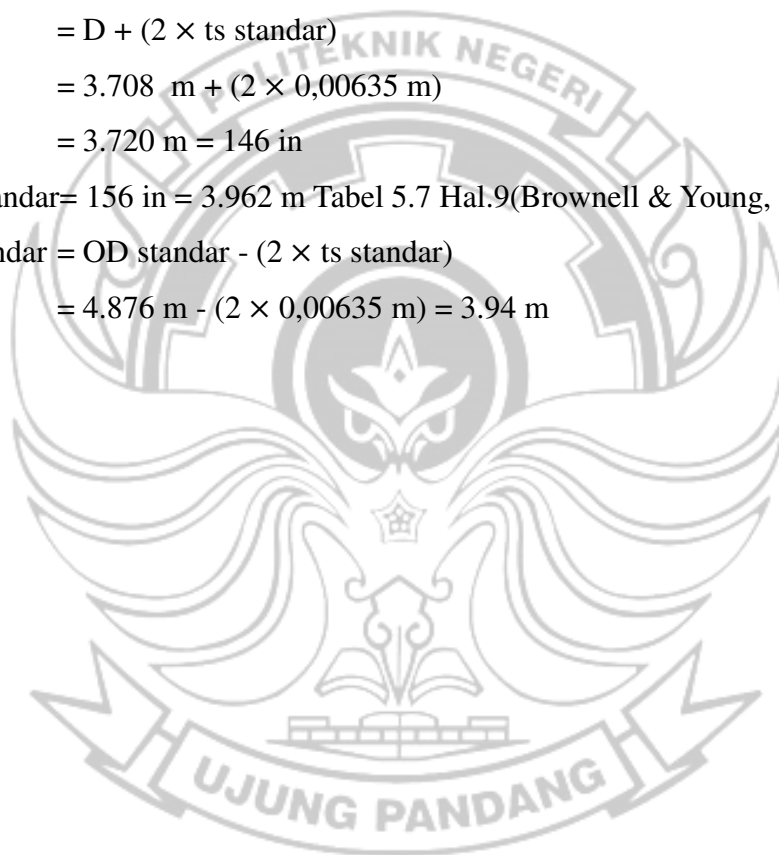 = D + (2 × ts standar)
= 3.708 m + (2 × 0,00635 m)
= 3.720 m = 146 in
andar= 156 in = 3.962 m Tabel 5.7 Hal.9(Brownell & Young,
ndar = OD standar - (2 × ts standar)
= 4.876 m - (2 × 0,00635 m) = 3.94 m
POLITEKNIK NEGERI
UJUNG PANDANG